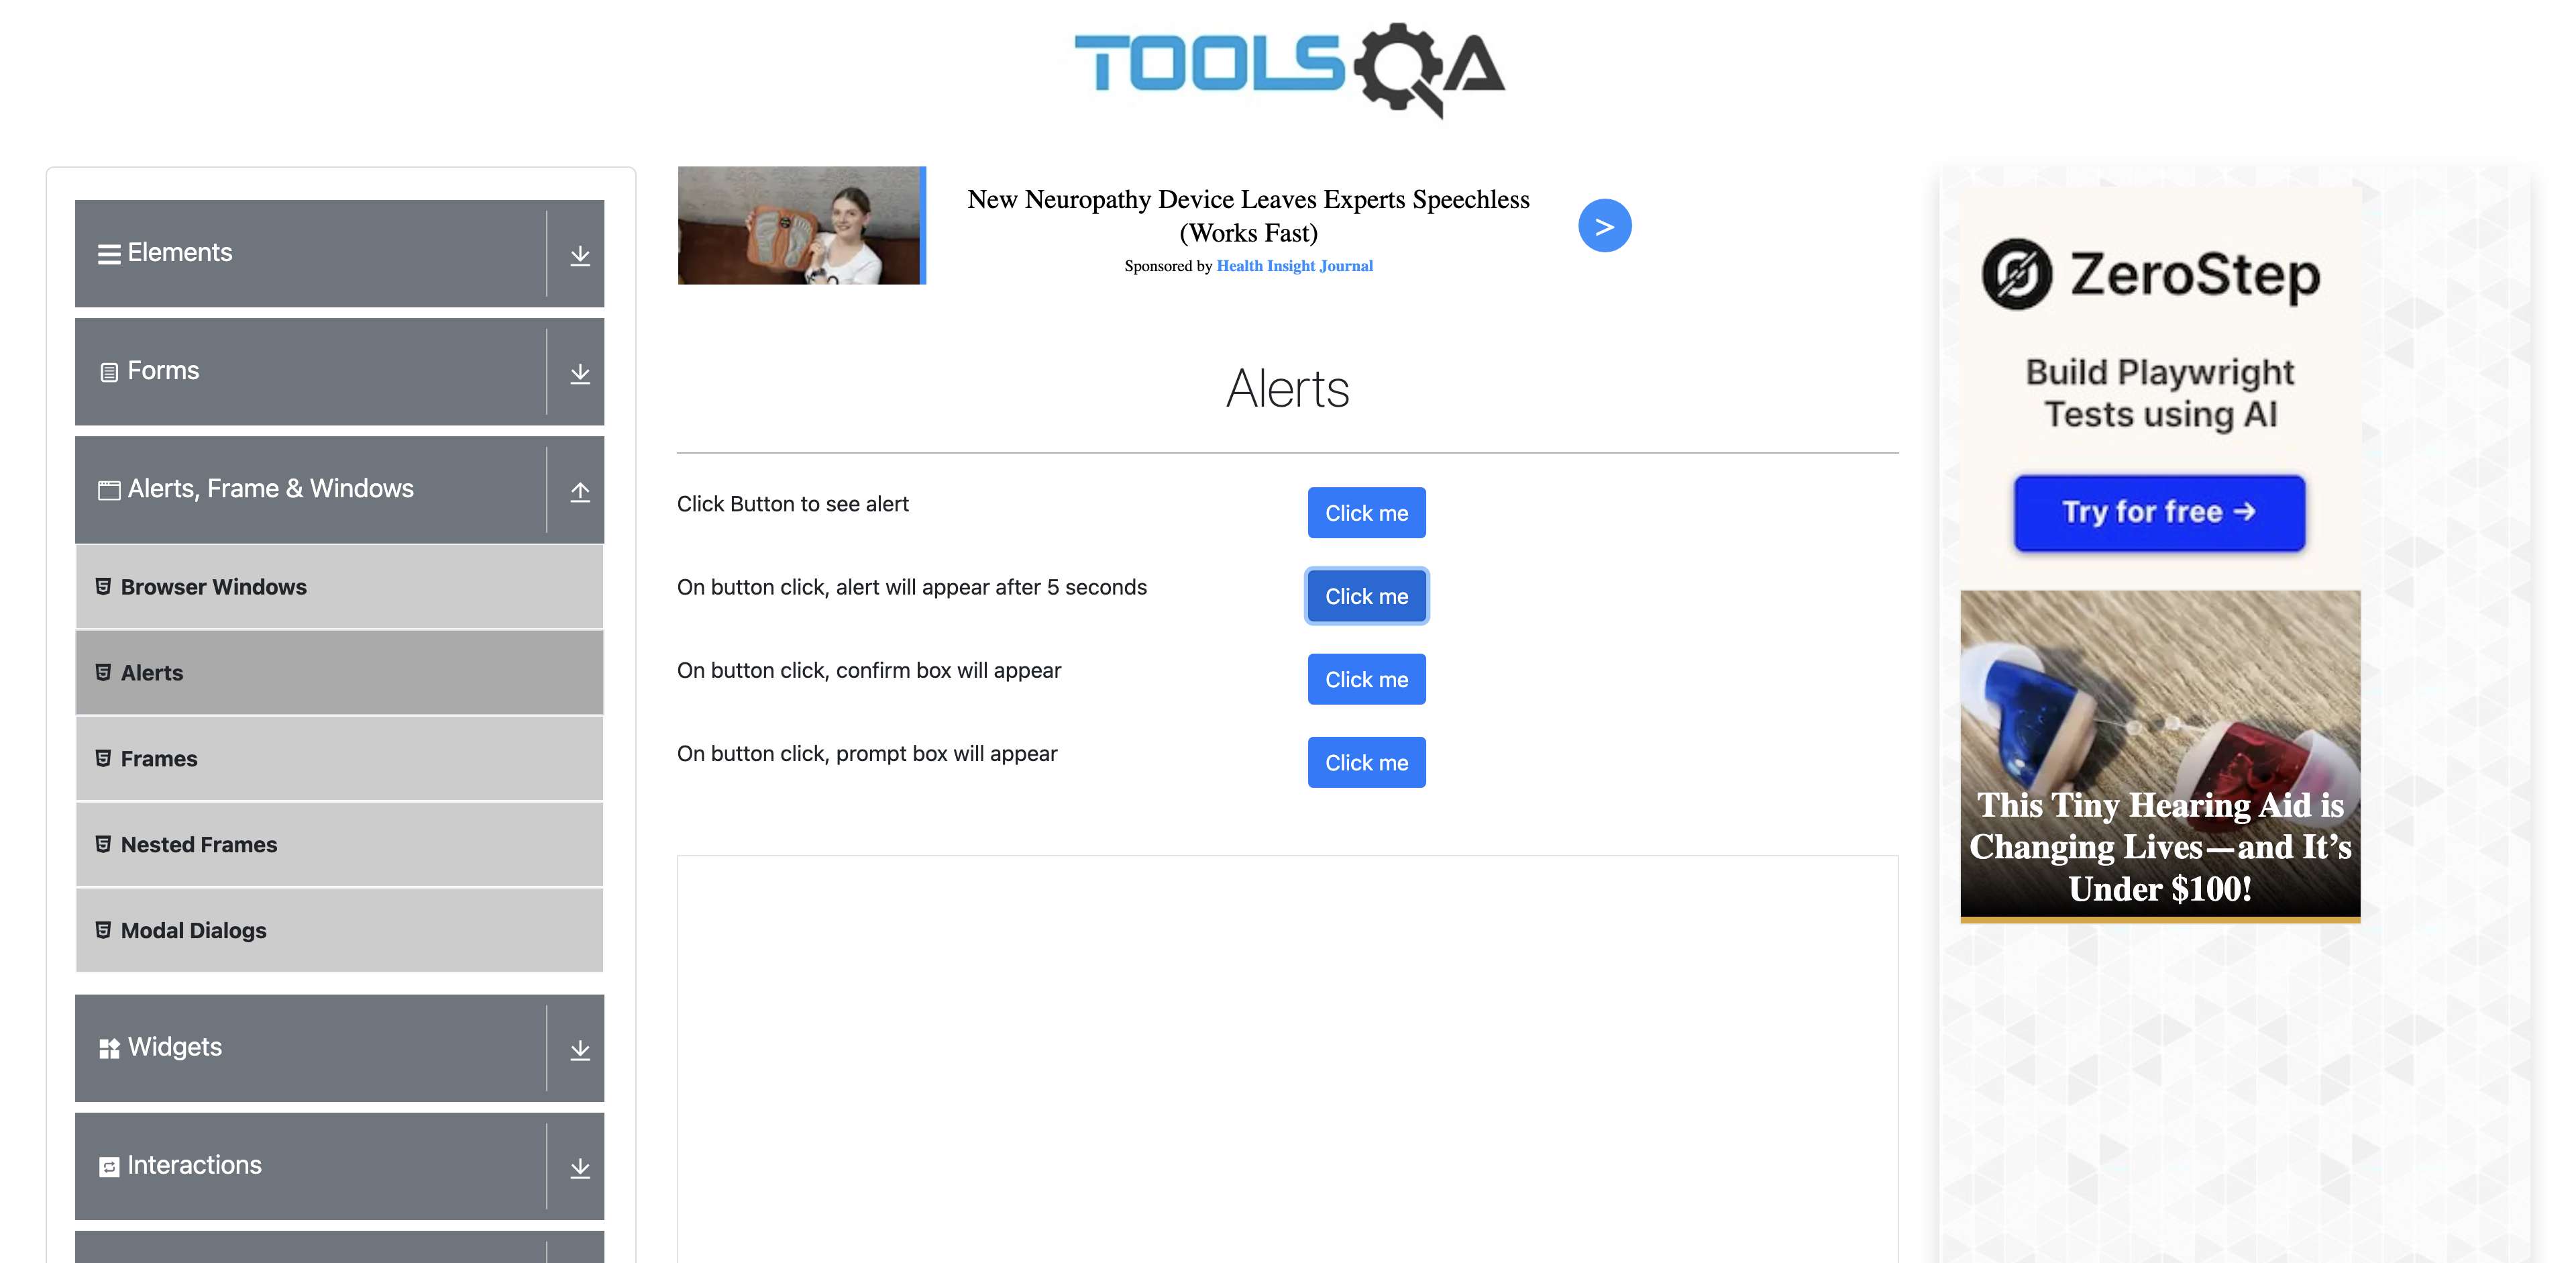 TOOLSQA
Elements
Forms
Alerts, Frame & Windows
Browser Windows
Alerts
Frames
Nested Frames
Modal Dialogs
Widgets
Interactions
New Neuropathy Device Leaves Experts Speechless
(Works Fast)
Sponsored by Health Insight Journal
>
Alerts
Click Button to see alert
Click me
On button click, alert will appear after 5 seconds
Click me
On button click, confirm box will appear
Click me
On button click, prompt box will appear
Click me
ZeroStep
Build Playwright
Tests using AI
Try for free →
This Tiny Hearing Aid is
Changing Lives—and It’s
Under $100!